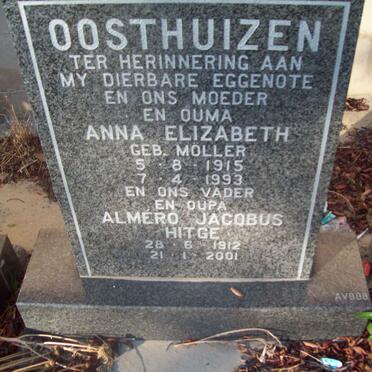 OOSTHUIZEN
TER HERINNERING AAN
MY DIERBARE EGGENOTE
EN ONS MOEDER
EN OUMA
ANNA ELIZABETH
GEB. MOLLER
5-8-1915
7-4-1993
EN ONS VADER
EN OUPA
ALMERO JACOBUS
"HITGE"
28-6-1912
21-1-2001